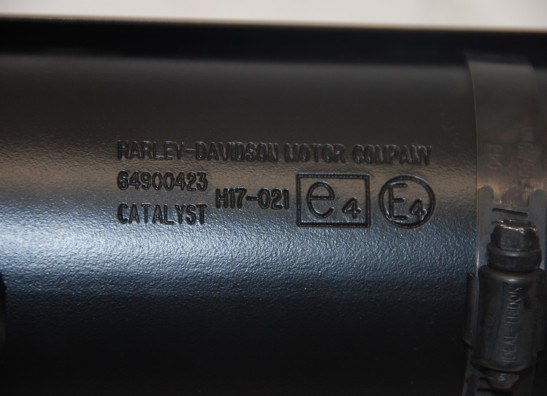 HARLEY-DAVIDSON MOTOR COMPANY
64900423
CATALYST H17-021 e4 E4